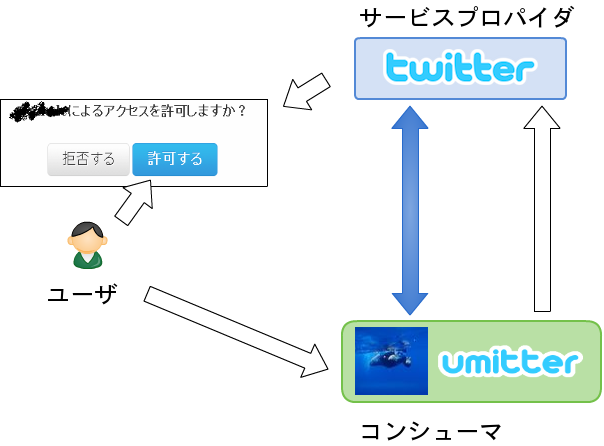 サービスプロパイダ
twitter
によるアクセスを許可しますか？
拒否する 許可する
ユーザ
umitter
コンシューマ